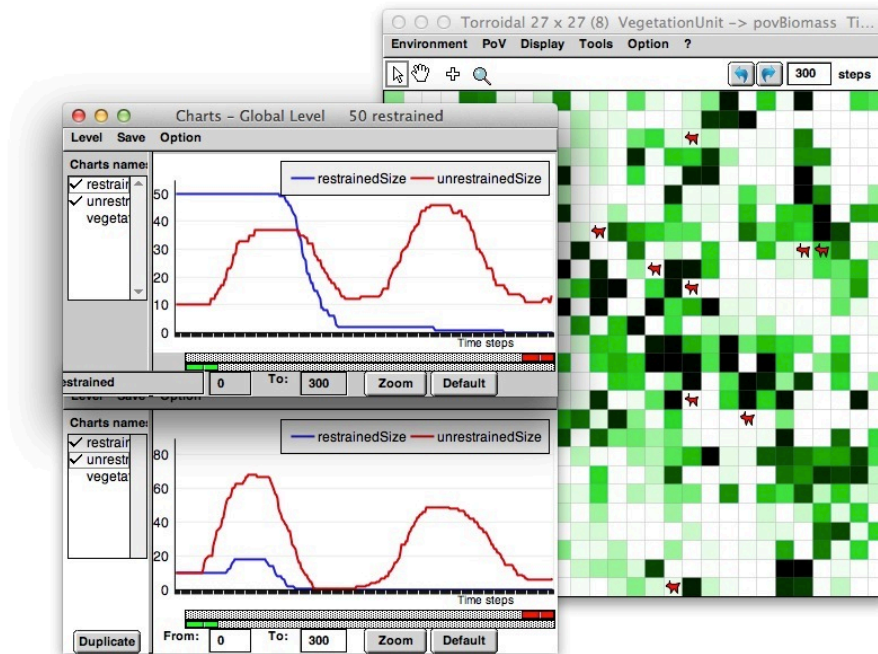 Torroidal 27 x 27 (8) VegetationUnit -> povBiomass Ti...
Environment PoV Display Tools Option ?
300 steps
Charts - Global Level 50 restrained
Level Save Option
Charts name:
restrain
unrestr
vegeta
restrainedSize unrestrainedSize
50
40
30
20
10
0
Time steps
estrained 0 To: 300 Zoom Default
Level Save Option
Charts name:
restrain
unrestr
vegeta
restrainedSize unrestrainedSize
80
60
40
20
0
Time steps
Duplicate From: 0 To: 300 Zoom Default